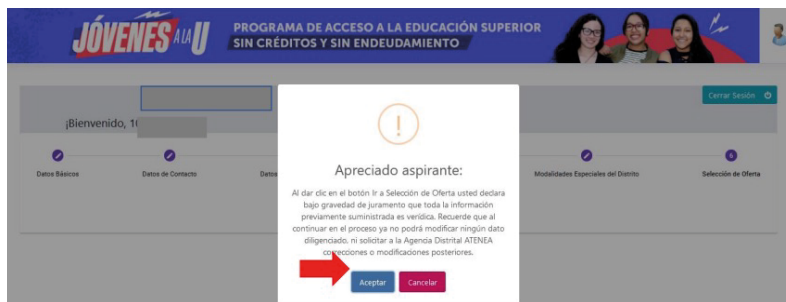 JÓVENES A LA U
PROGRAMA DE ACCESO A LA EDUCACIÓN SUPERIOR
SIN CRÉDITOS Y SIN ENDEUDAMIENTO
Cerrar Sesión
¡Bienvenido, 1
!
Datos Básicos
Datos de Contacto
Datos
Modalidades Especiales del Distrito
6
Selección de Oferta
Apreciado aspirante:
Al dar clic en el botón Ir a Selección de Oferta usted declara
bajo gravedad de juramento que toda la información
previamente suministrada es verídica. Recuerde que al
continuar en el proceso ya no podrá modificar ningún dato
diligenciado, ni solicitar a la Agencia Distrital ATENEA
correcciones o modificaciones posteriores.
Aceptar
Cancelar